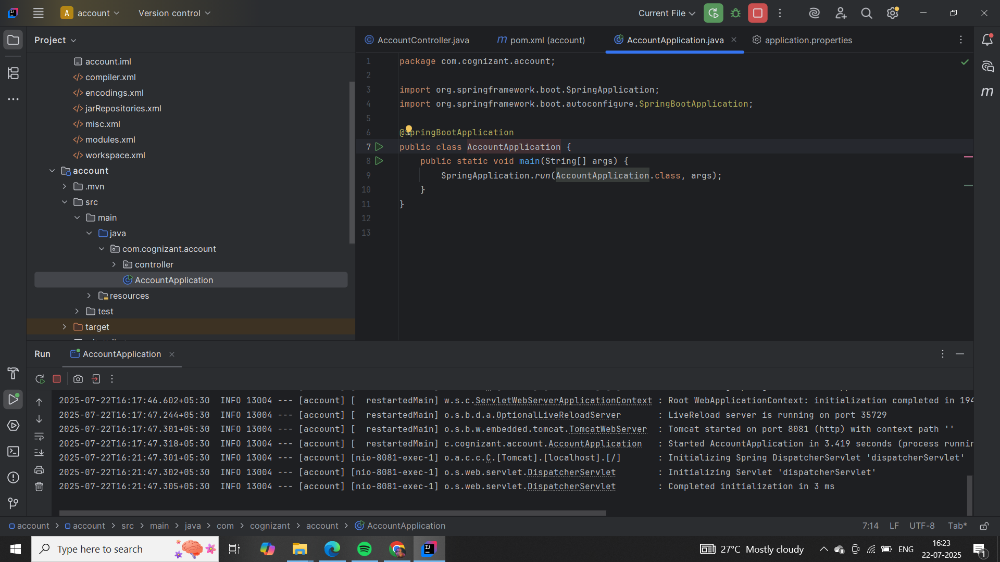 A account Version control Current File
Project
account.iml
compiler.xml
encodings.xml
jarRepositories.xml
misc.xml
modules.xml
workspace.xml
account
.mvn
src
main
java
com.cognizant.account
controller
AccountApplication
resources
test
target
AccountController.java pom.xml (account) AccountApplication.java application.properties
1 package com.cognizant.account;
2
3 import org.springframework.boot.SpringApplication;
4 import org.springframework.boot.autoconfigure.SpringBootApplication;
5
6 @SpringBootApplication
7 public class AccountApplication {
8 public static void main(String[] args) {
9 SpringApplication.run(AccountApplication.class, args);
10 }
11 }
12
13
Run AccountApplication
2025-07-22T16:17:46.602+05:30 INFO 13004 --- [account] [ restartedMain] w.s.c.ServletWebServerApplicationContext : Root WebApplicationContext: initialization completed in 194
2025-07-22T16:17:47.244+05:30 INFO 13004 --- [account] [ restartedMain] o.s.b.d.a.OptionalLiveReloadServer : LiveReload server is running on port 35729
2025-07-22T16:17:47.301+05:30 INFO 13004 --- [account] [ restartedMain] o.s.b.w.embedded.tomcat.TomcatWebServer : Tomcat started on port 8081 (http) with context path ''
2025-07-22T16:17:47.318+05:30 INFO 13004 --- [account] [ restartedMain] c.cognizant.account.AccountApplication : Started AccountApplication in 3.419 seconds (process runnin
2025-07-22T16:21:47.301+05:30 INFO 13004 --- [account] [nio-8081-exec-1] o.a.c.c.C.[Tomcat].[localhost].[/] : Initializing Spring DispatcherServlet 'dispatcherServlet'
2025-07-22T16:21:47.302+05:30 INFO 13004 --- [account] [nio-8081-exec-1] o.s.web.servlet.DispatcherServlet : Initializing Servlet 'dispatcherServlet'
2025-07-22T16:21:47.305+05:30 INFO 13004 --- [account] [nio-8081-exec-1] o.s.web.servlet.DispatcherServlet : Completed initialization in 3 ms
account > account > src > main > java > com > cognizant > account > AccountApplication 7:14 LF UTF-8 Tab*
Type here to search 27°C Mostly cloudy ENG 16:23
22-07-2025 1